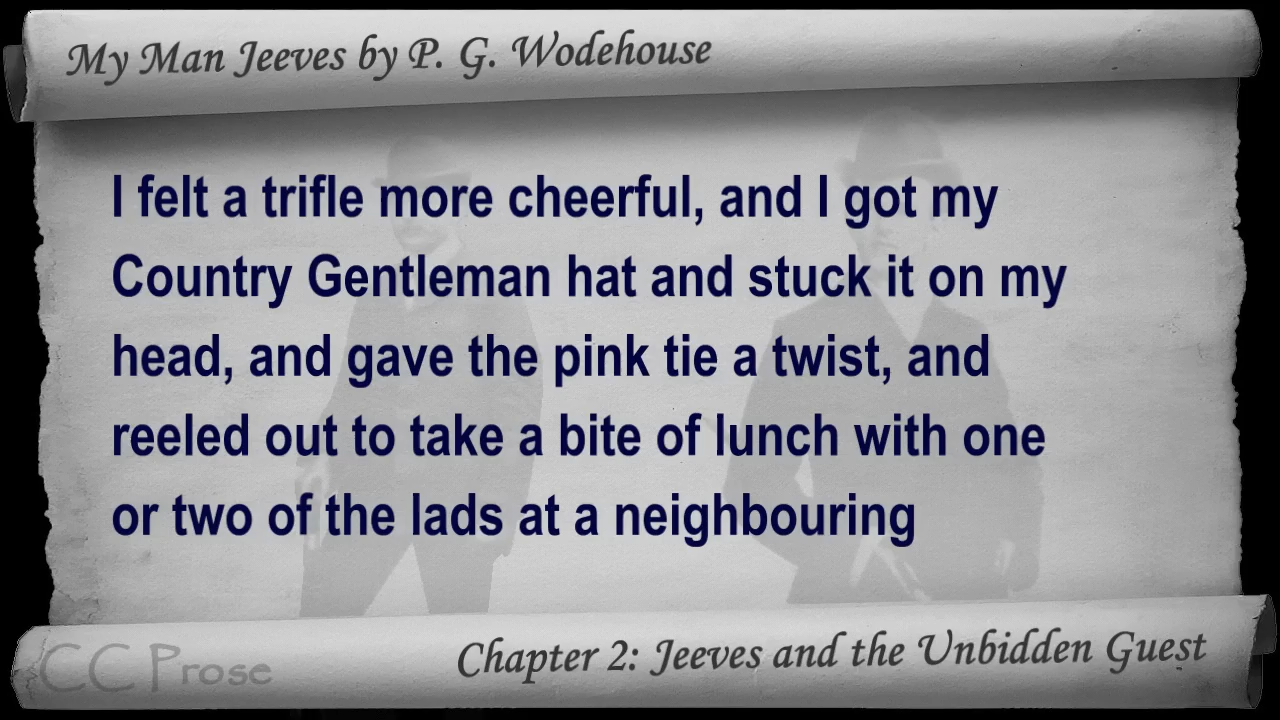 My Man Jeeves by P. G. Wodehouse
I felt a trifle more cheerful, and I got my
Country Gentleman hat and stuck it on my
head, and gave the pink tie a twist, and
reeled out to take a bite of lunch with one
or two of the lads at a neighbouring
CC Prose
Chapter 2: Jeeves and the Unbidden Guest